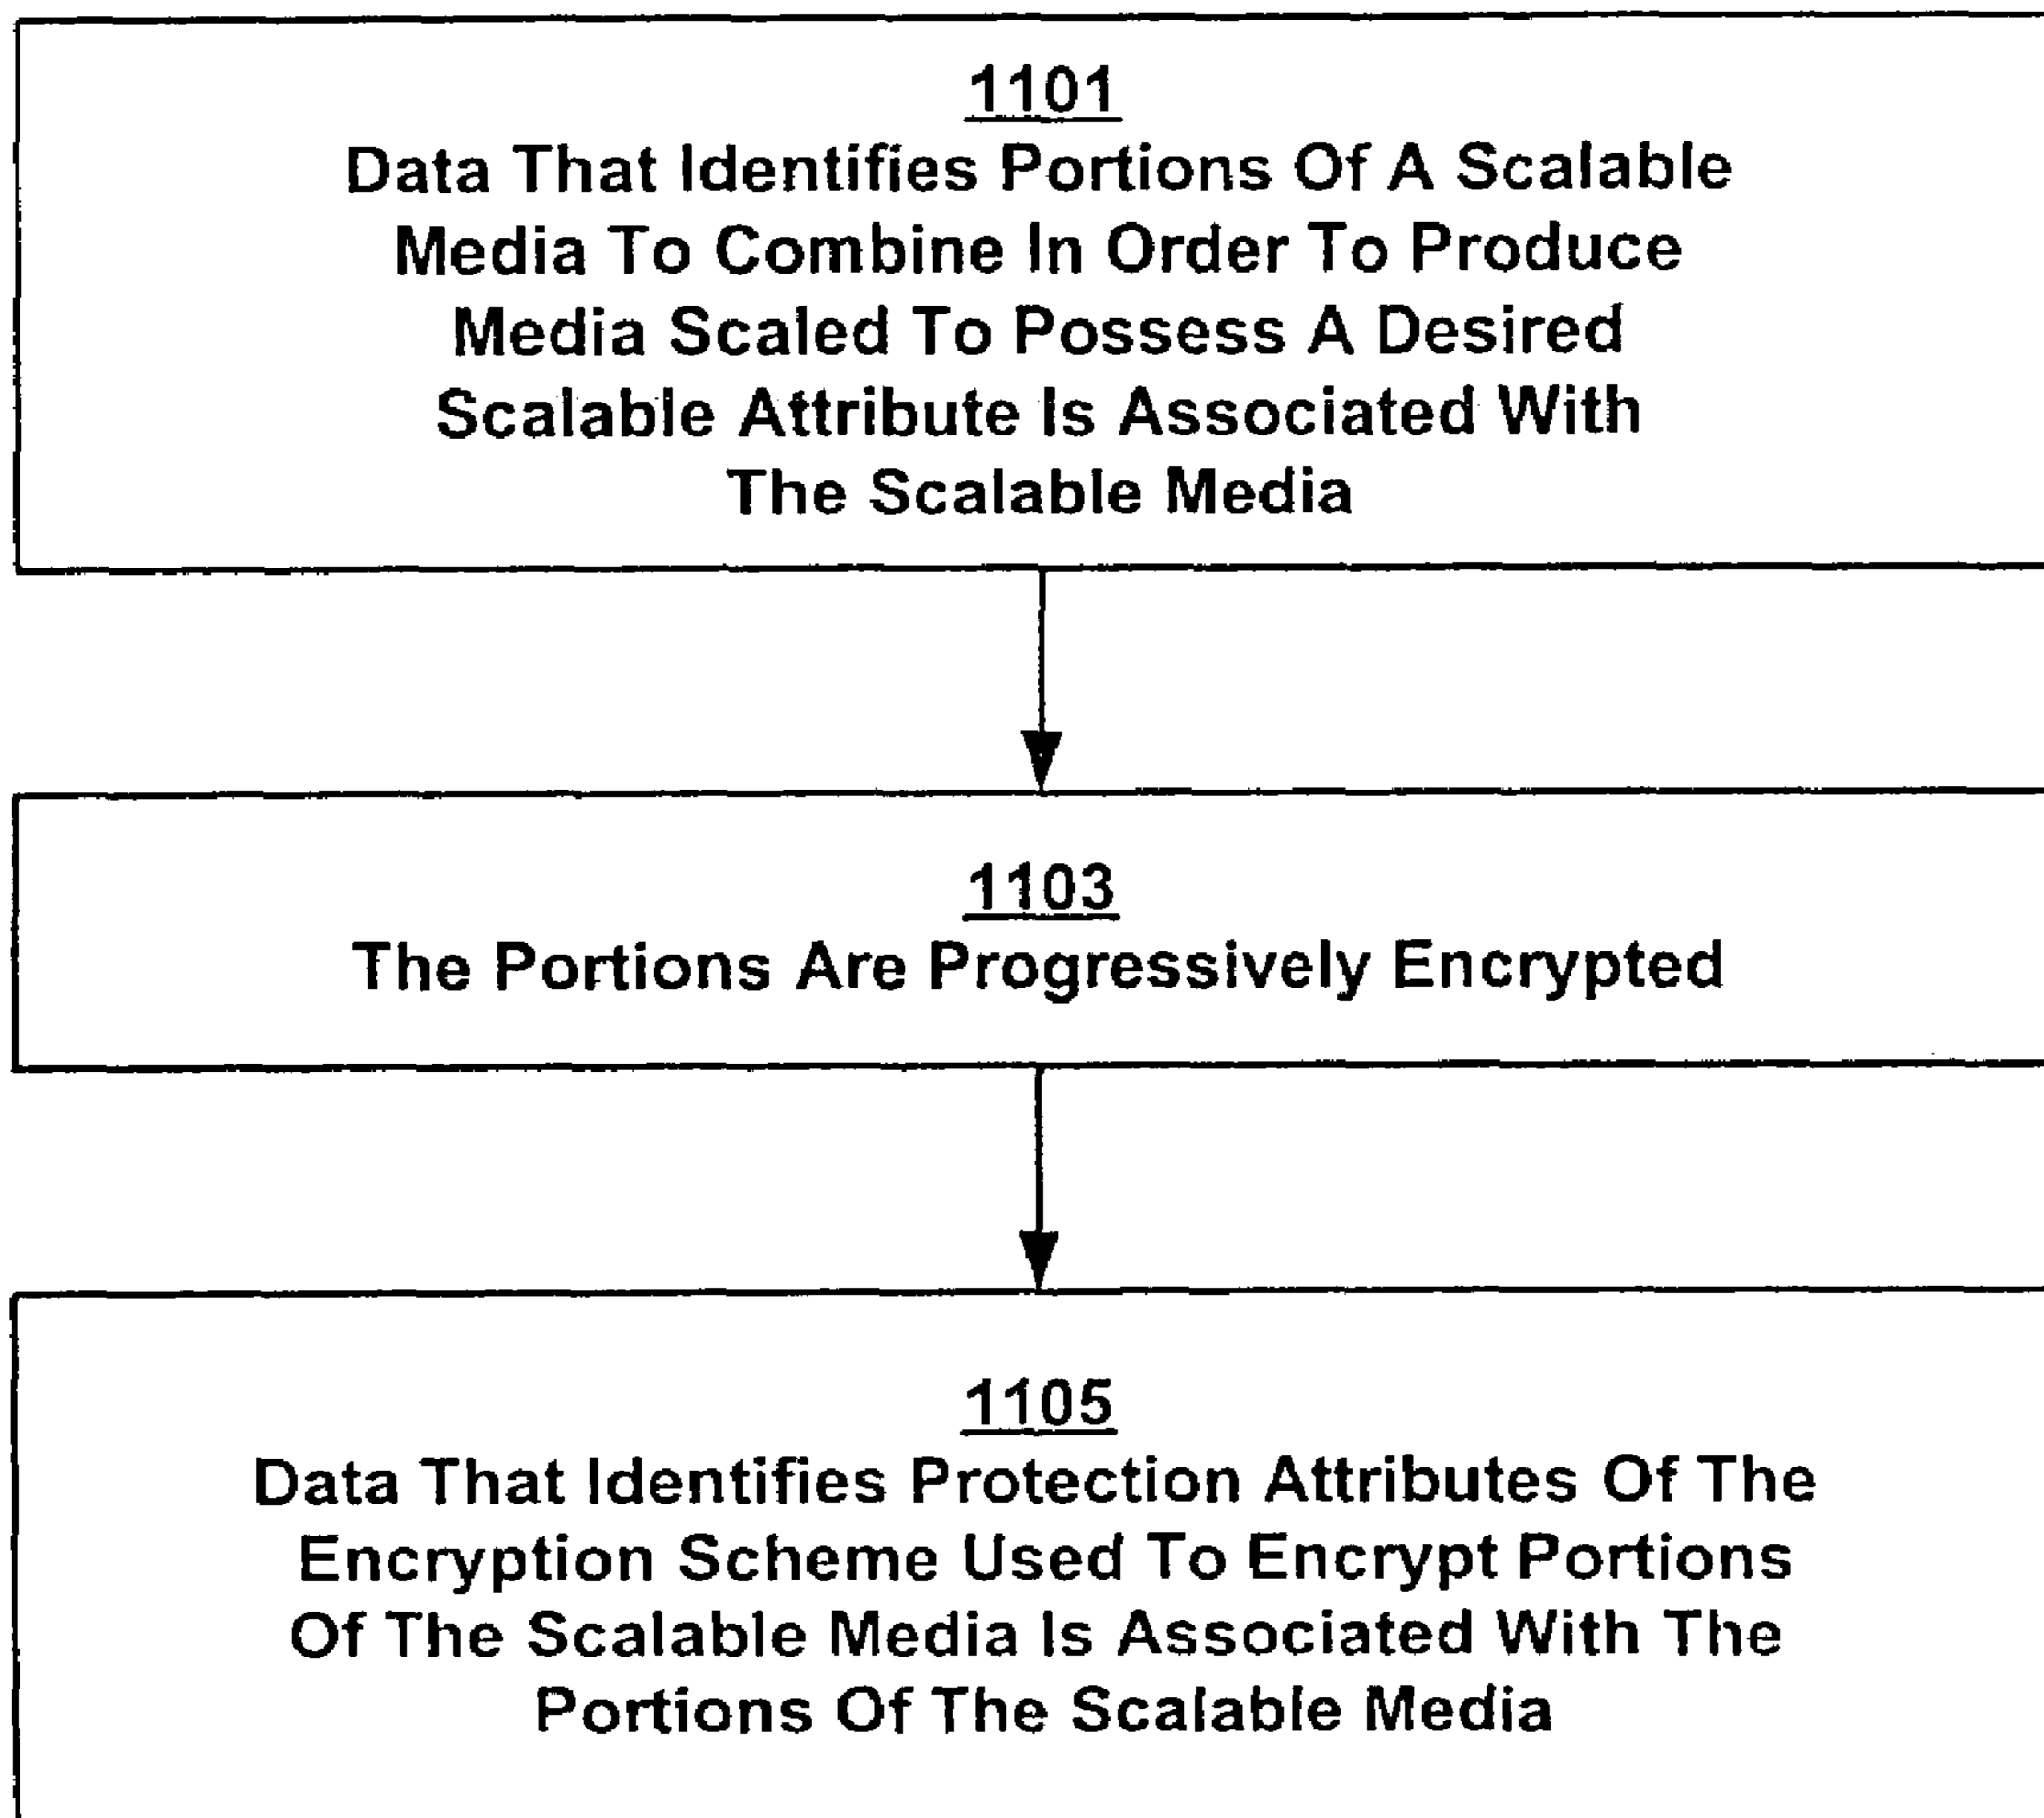 1101
Data That Identifies Portions Of A Scalable
Media To Combine In Order To Produce
Media Scaled To Possess A Desired
Scalable Attribute Is Associated With
The Scalable Media
1103
The Portions Are Progressively Encrypted
1105
Data That Identifies Protection Attributes Of The
Encryption Scheme Used To Encrypt Portions
Of The Scalable Media Is Associated With The
Portions Of The Scalable Media